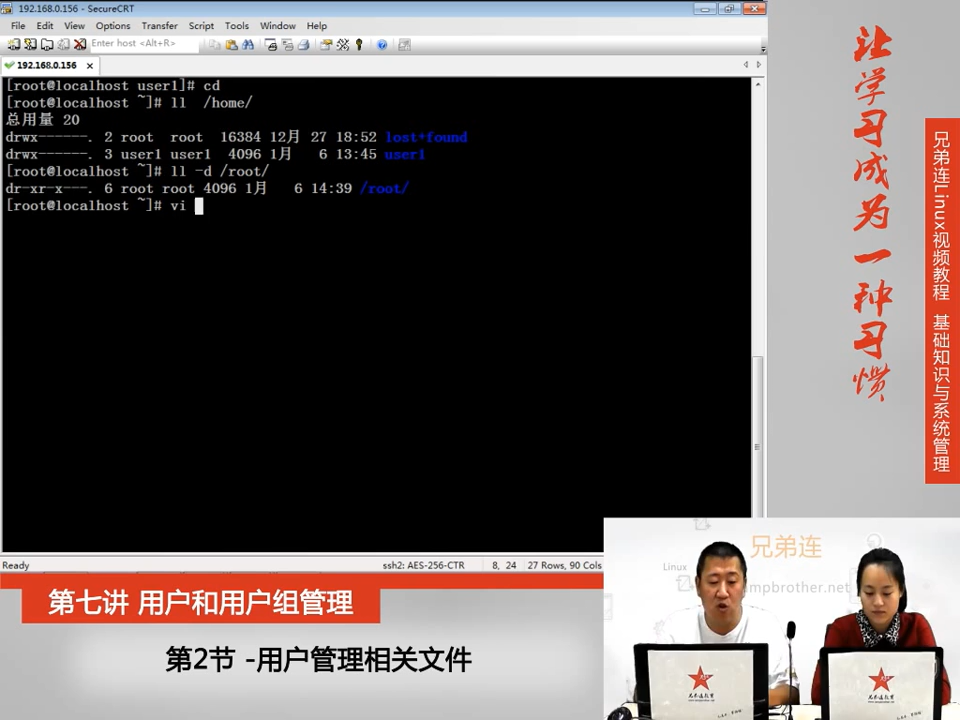 192.168.0.156 - SecureCRT
File Edit View Options Transfer Script Tools Window Help
Enter host <Alt+R>
192.168.0.156
[root@localhost user1]# cd
[root@localhost ~]# ll  /home/
总用量 20
drwx------. 2 root  root  16384 12月 27 18:52 lost+found
drwx------. 3 user1 user1  4096 1月   6 13:45 user1
[root@localhost ~]# ll -d /root/
dr-xr-x---. 6 root root 4096 1月   6 14:39 /root/
[root@localhost ~]# vi
Ready ssh2: AES-256-CTR 8, 24 27 Rows, 90 Cols
让学习成为一种习惯
兄弟连Linux视频教程 基础知识与系统管理
兄弟连
Linux
mpbrother.net
第七讲 用户和用户组管理
第2节 -用户管理相关文件